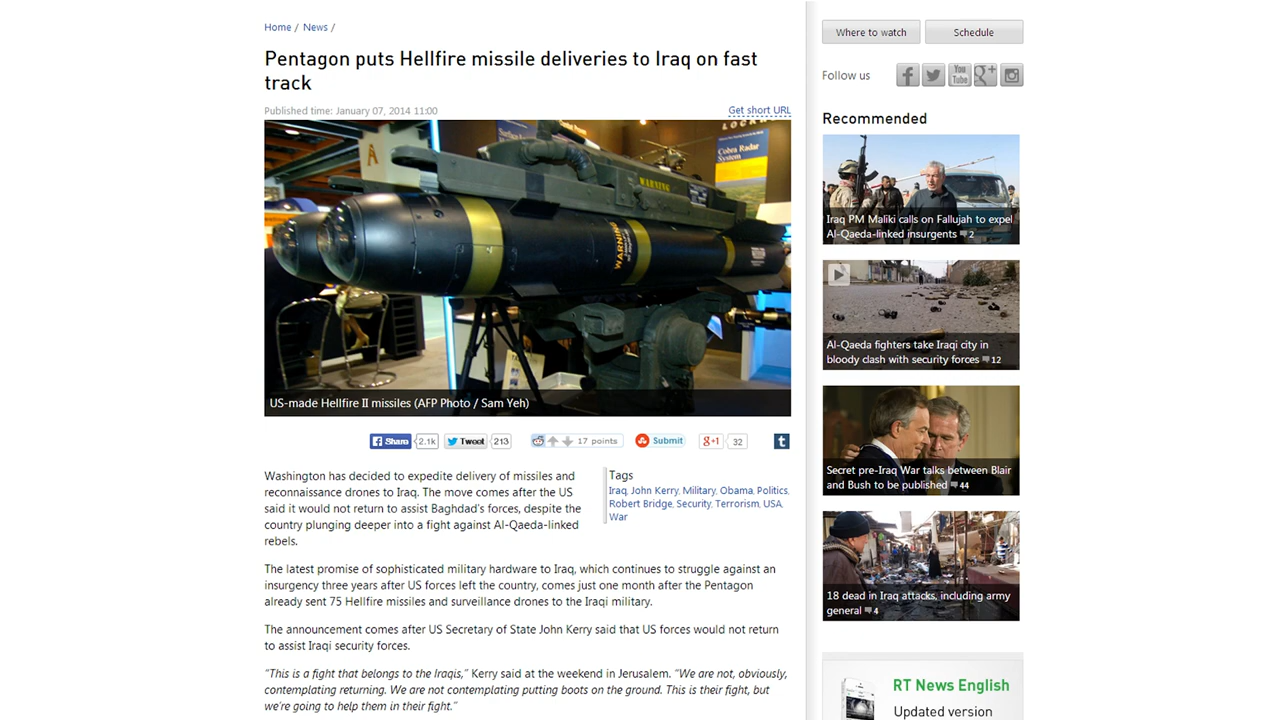 Home / News /
Pentagon puts Hellfire missile deliveries to Iraq on fast
track
Published time: January 07, 2014 11:00
Get short URL
Cobra Radar
System
WARNING
WARNING
US-made Hellfire II missiles (AFP Photo / Sam Yeh)
Share 2.1k Tweet 213 17 points Submit g+1 32 t
Washington has decided to expedite delivery of missiles and
reconnaissance drones to Iraq. The move comes after the US
said it would not return to assist Baghdad's forces, despite the
country plunging deeper into a fight against Al-Qaeda-linked
rebels.
Tags
Iraq, John Kerry, Military, Obama, Politics,
Robert Bridge, Security, Terrorism, USA,
War
The latest promise of sophisticated military hardware to Iraq, which continues to struggle against an
insurgency three years after US forces left the country, comes just one month after the Pentagon
already sent 75 Hellfire missiles and surveillance drones to the Iraqi military.
The announcement comes after US Secretary of State John Kerry said that US forces would not return
to assist Iraqi security forces.
"This is a fight that belongs to the Iraqis," Kerry said at the weekend in Jerusalem. "We are not, obviously,
contemplating returning. We are not contemplating putting boots on the ground. This is their fight, but
we're going to help them in their fight."
Where to watch
Schedule
Follow us
You
Tube
Recommended
Iraq PM Maliki calls on Fallujah to expel
Al-Qaeda-linked insurgents 2
Al-Qaeda fighters take Iraqi city in
bloody clash with security forces 12
Secret pre-Iraq War talks between Blair
and Bush to be published 44
18 dead in Iraq attacks, including army
general 4
RT News English
Updated version